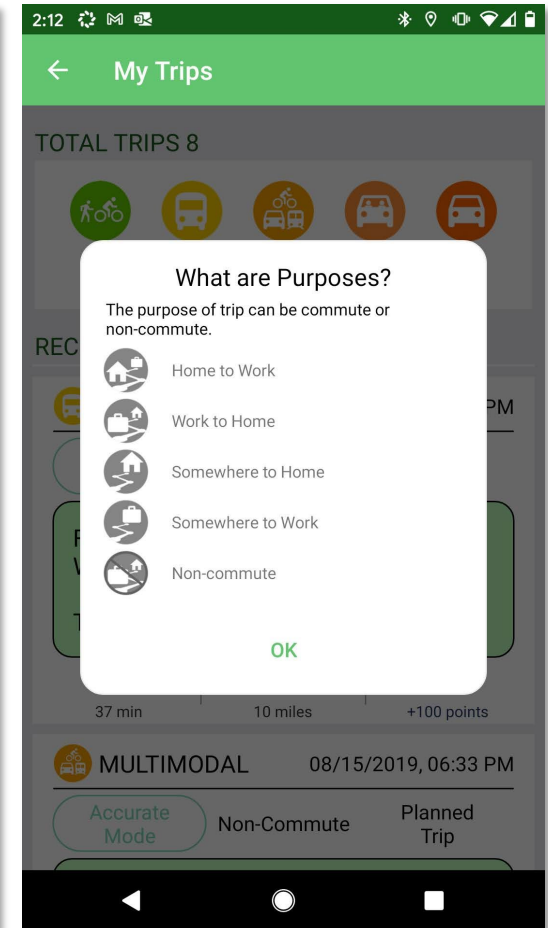 2:12
My Trips
TOTAL TRIPS 8
What are Purposes?
The purpose of trip can be commute or
non-commute.
REC
Home to Work
PM
Work to Home
Somewhere to Home
Somewhere to Work
Non-commute
OK
37 min 10 miles +100 points
MULTIMODAL 08/15/2019, 06:33 PM
Accurate
Mode
Non-Commute
Planned
Trip